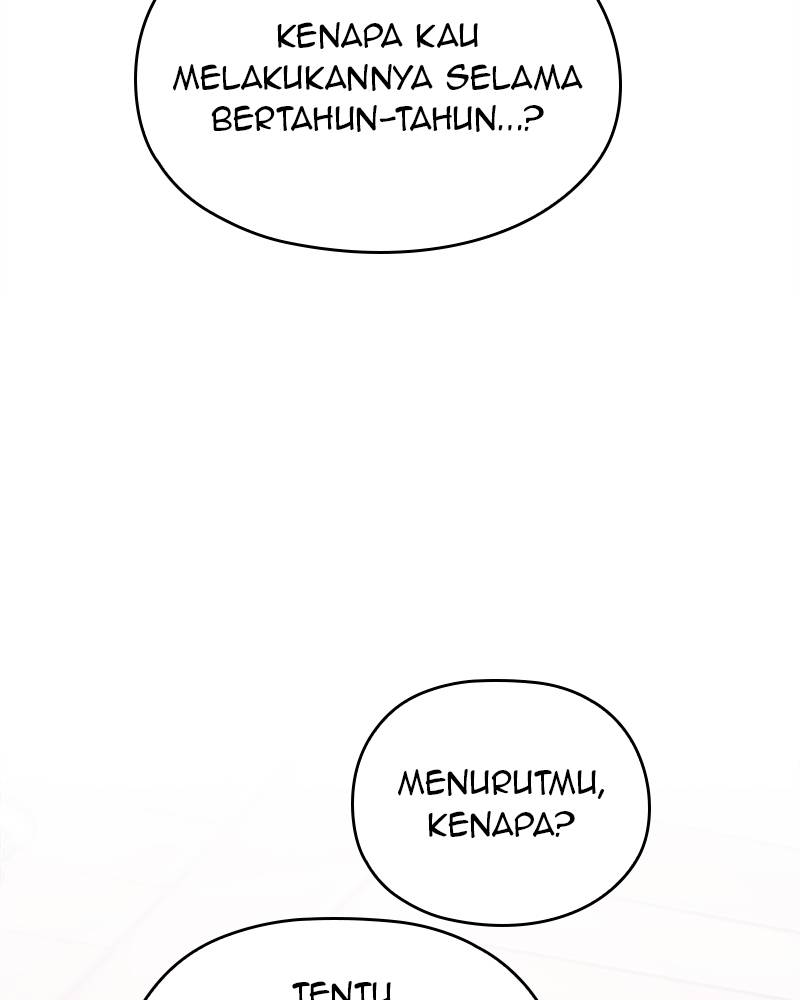 KENAPA KAU
MELAKUKANNYA SELAMA
BERTAHUN-TAHUN...?
MENURUTMU,
KENAPA?
TENTU